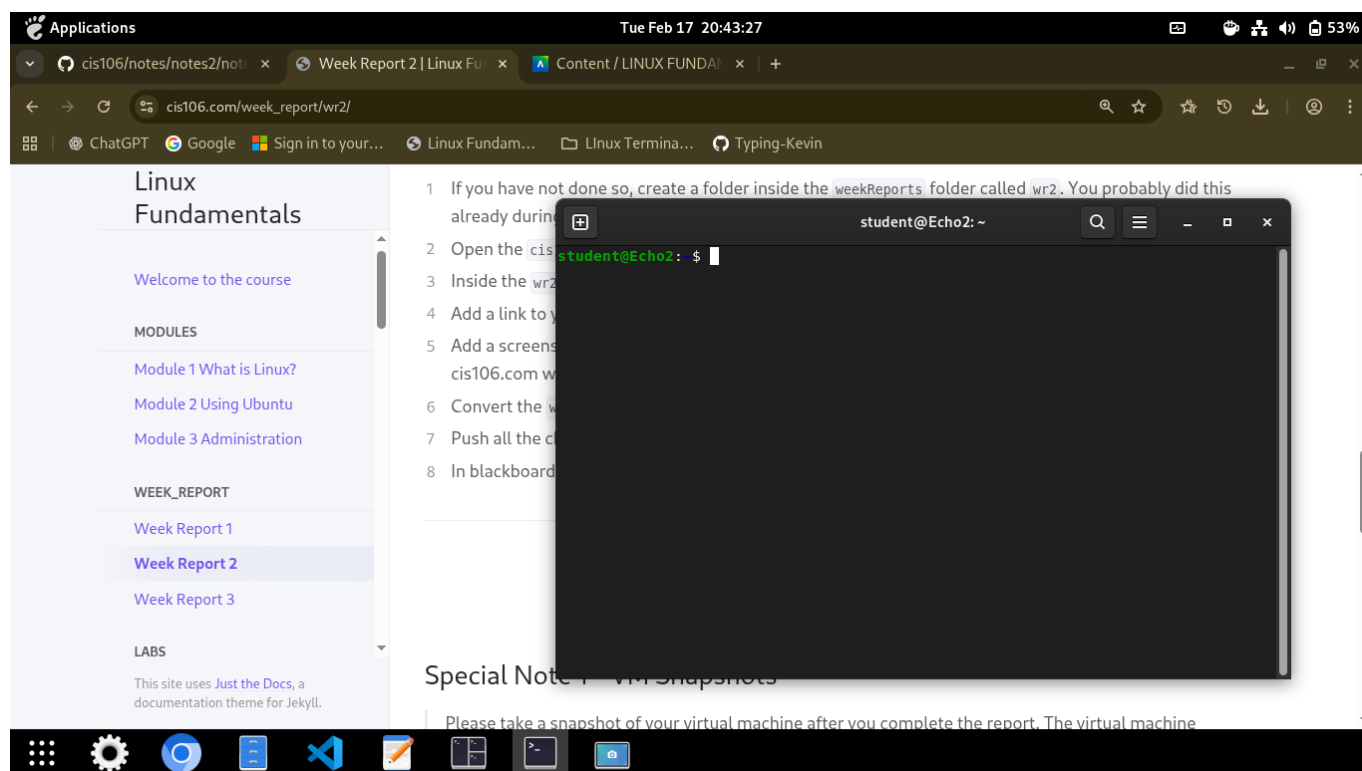 Applications
Tue Feb 17 20:43:27
53%
cis106/notes/notes2/note
Week Report 2 | Linux Fu
Content / LINUX FUNDA
cis106.com/week_report/wr2/
ChatGPT
Google
Sign in to your...
Linux Fundam...
LInux Termina...
Typing-Kevin
Linux
Fundamentals
Welcome to the course
MODULES
Module 1 What is Linux?
Module 2 Using Ubuntu
Module 3 Administration
WEEK_REPORT
Week Report 1
Week Report 2
Week Report 3
LABS
This site uses Just the Docs, a
documentation theme for Jekyll.
1 If you have not done so, create a folder inside the weekReports folder called wr2. You probably did this
already during
2 Open the cis
3 Inside the wr2
4 Add a link to y
5 Add a screens
cis106.com w
6 Convert the w
7 Push all the c
8 In blackboard
student@Echo2: ~
student@Echo2:~$
Special Note 1 - VM Snapshots
Please take a snapshot of your virtual machine after you complete the report. The virtual machine